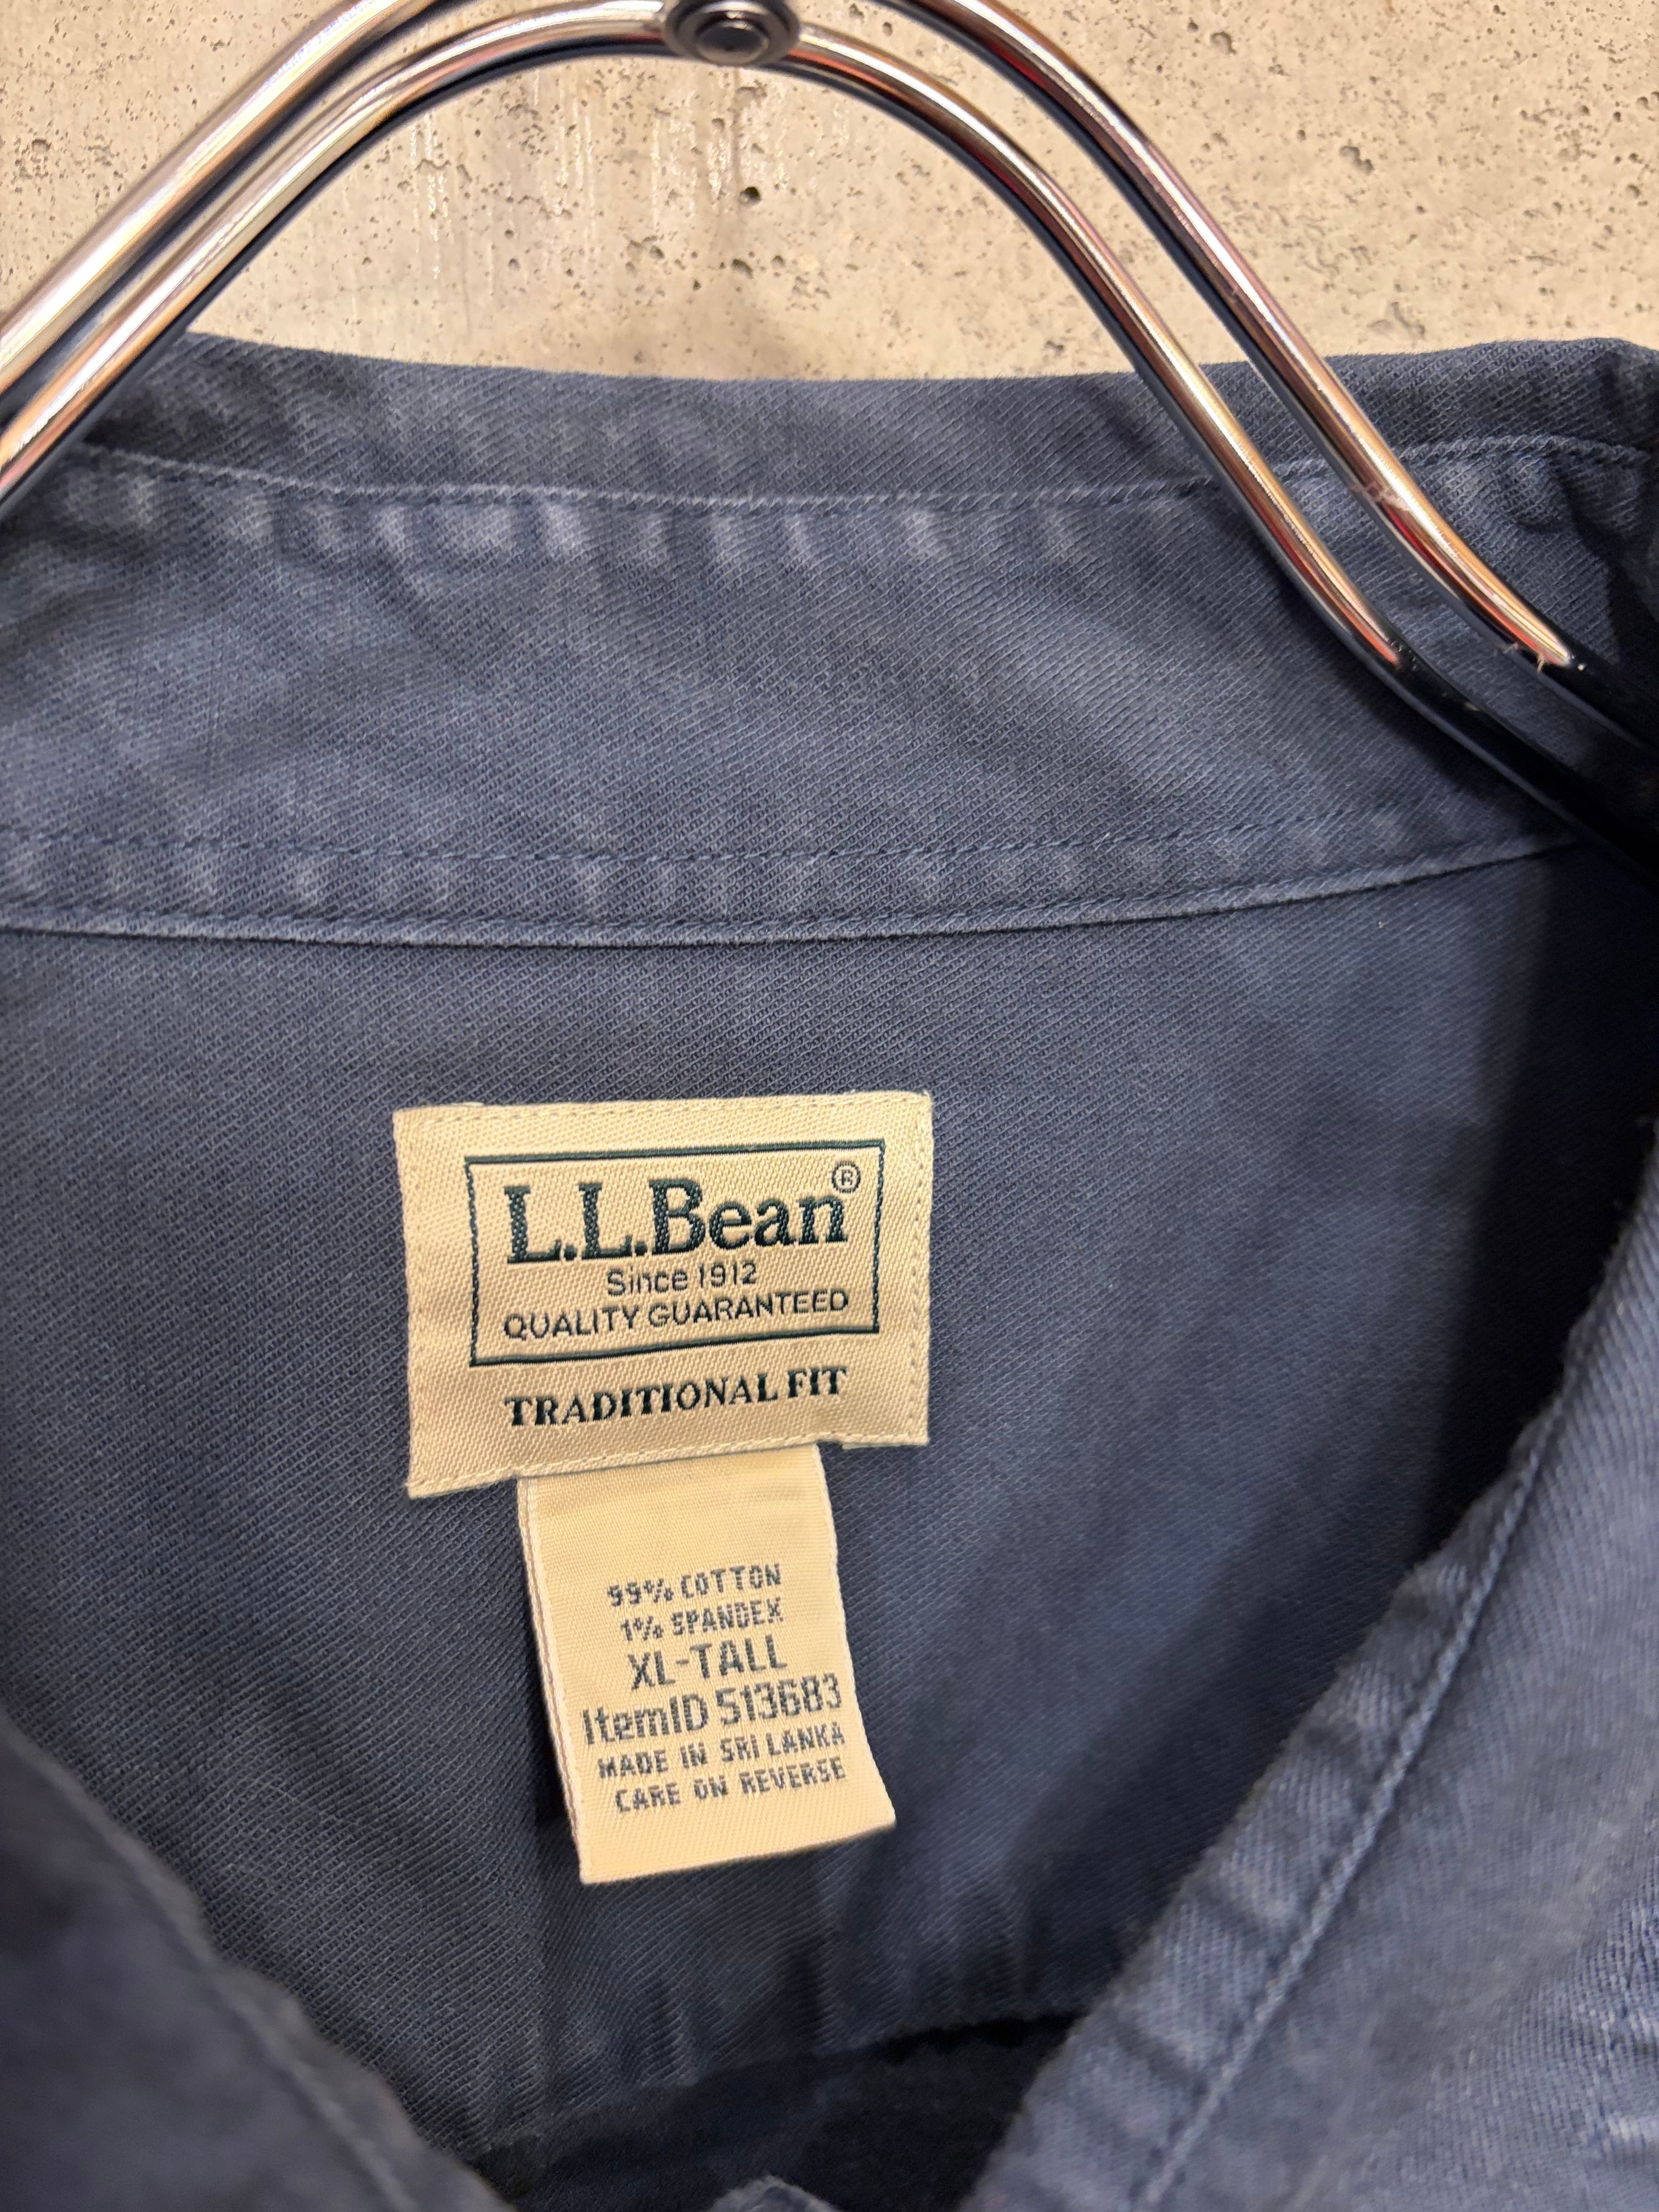 L.L.Bean®
Since 1912
QUALITY GUARANTEED
TRADITIONAL FIT
99% COTTON
1% SPANDEX
XL-TALL
ItemID 513683
MADE IN SRI LANKA
CARE ON REVERSE